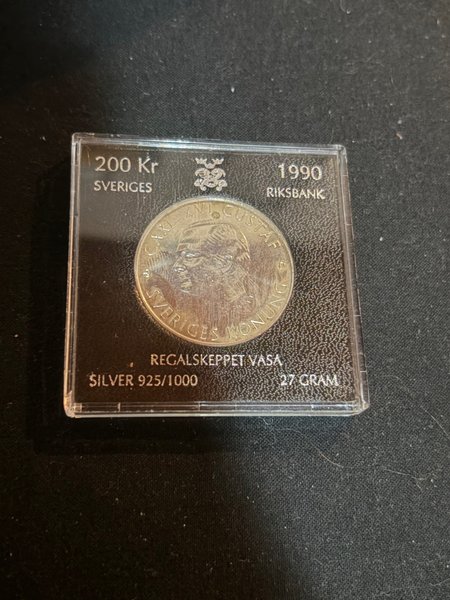 200 Kr
1990
SVERIGES
RIKSBANK
CARL XVI GUSTAF
SVERIGES KONUNG
REGALSKEPPET VASA
SILVER 925/1000
27 GRAM